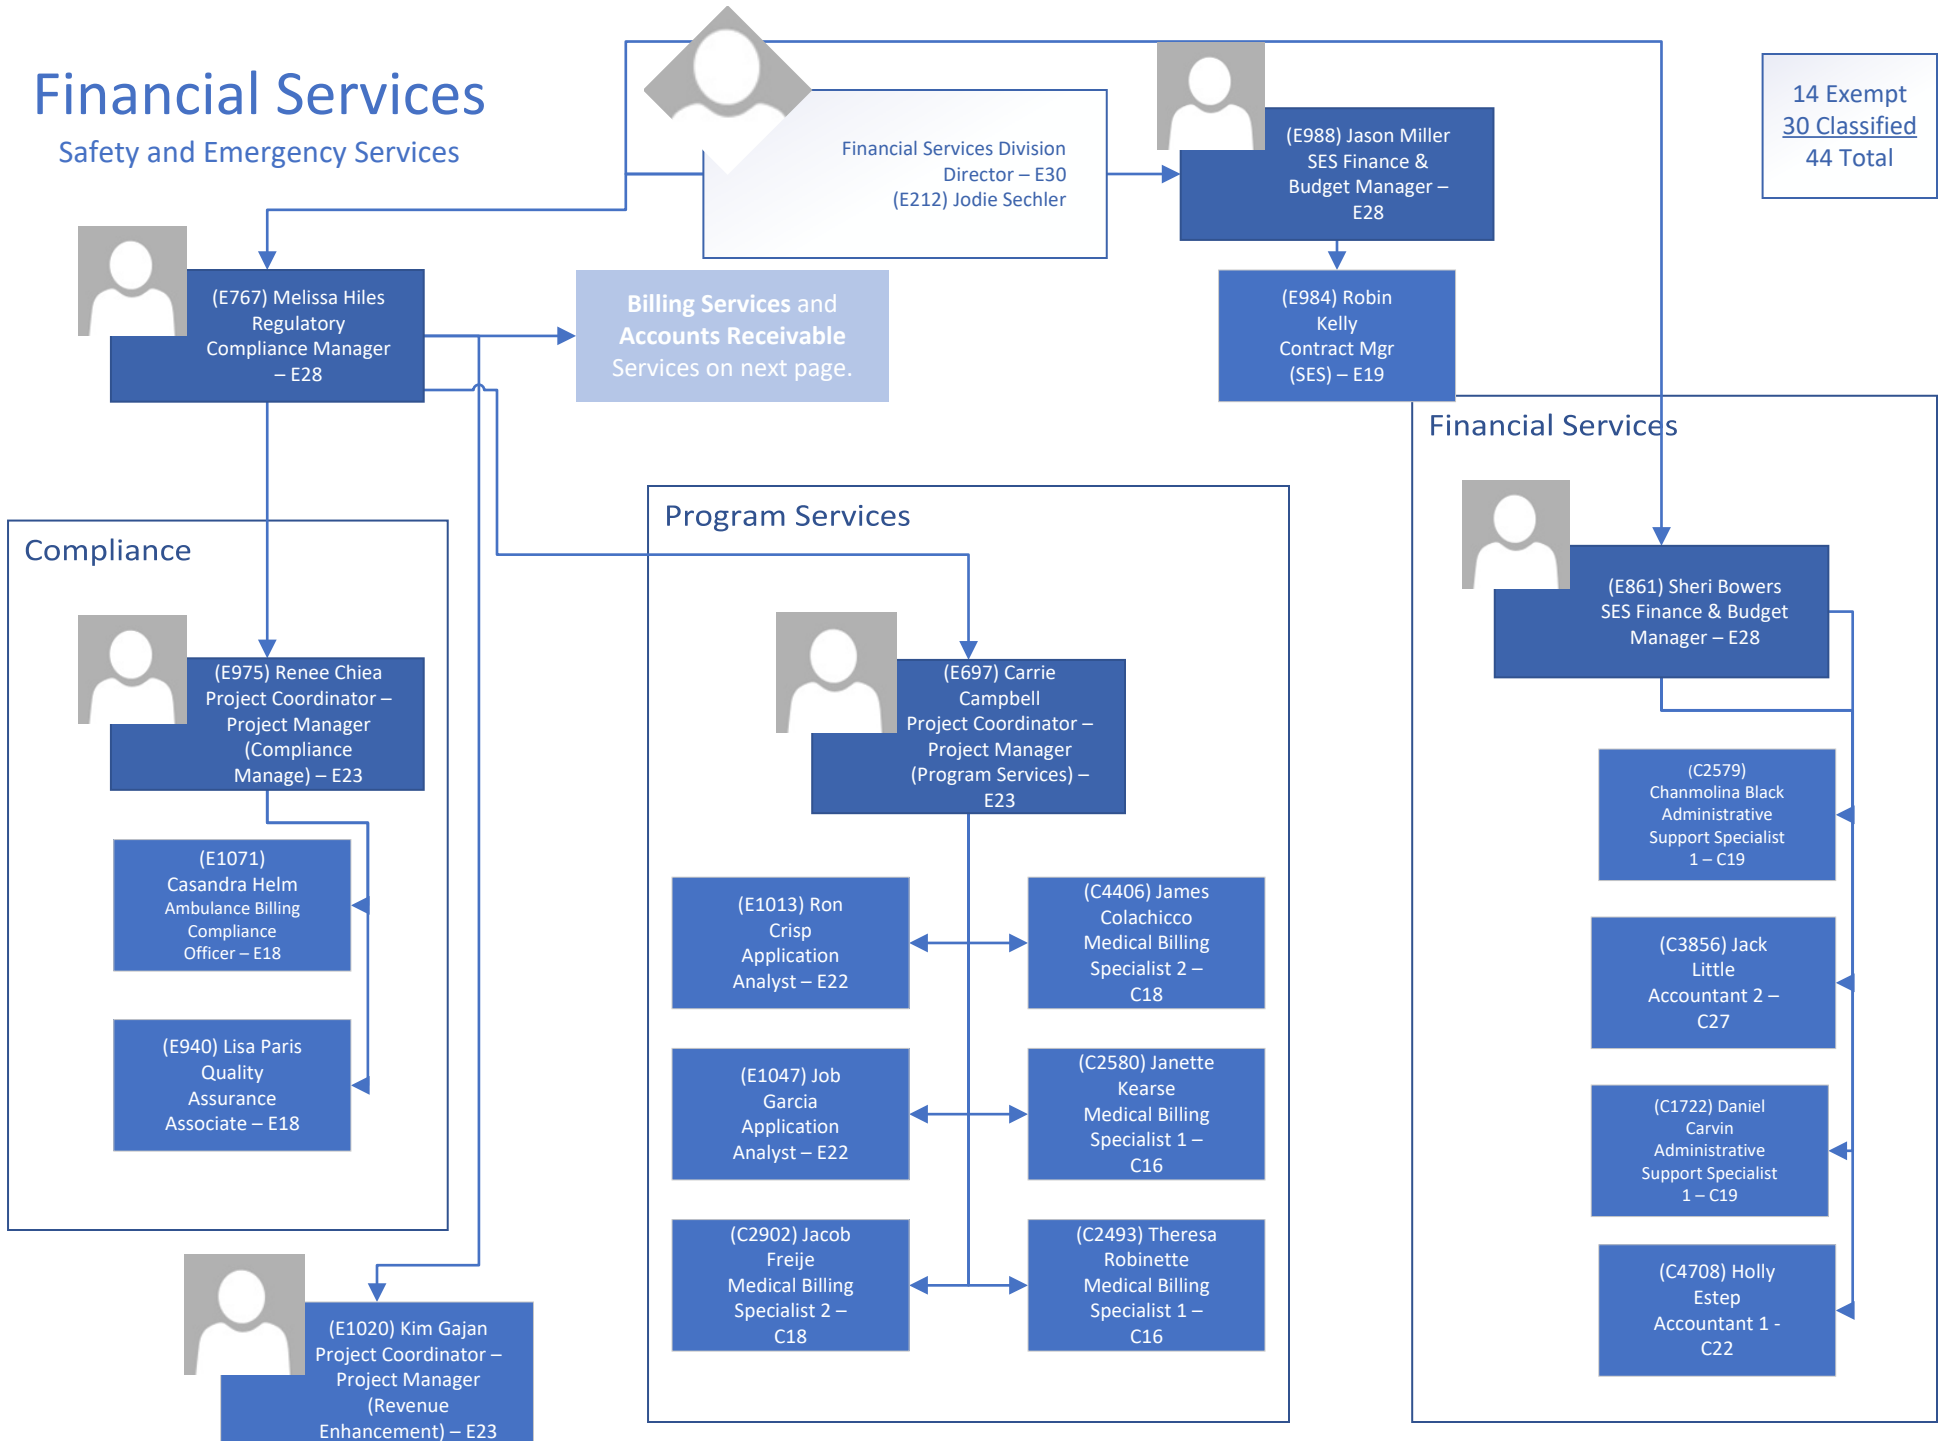 Financial Services
Safety and Emergency Services
Financial Services Division
Director – E30
(E212) Jodie Sechler
(E988) Jason Miller
SES Finance &
Budget Manager –
E28
14 Exempt
30 Classified
44 Total
(E767) Melissa Hiles
Regulatory
Compliance Manager
– E28
Billing Services and
Accounts Receivable
Services on next page.
(E984) Robin
Kelly
Contract Mgr
(SES) – E19
Compliance
(E975) Renee Chiea
Project Coordinator –
Project Manager
(Compliance
Manage) – E23
(E1071)
Casandra Helm
Ambulance Billing
Compliance
Officer – E18
(E940) Lisa Paris
Quality
Assurance
Associate – E18
(E1020) Kim Gajan
Project Coordinator –
Project Manager
(Revenue
Enhancement) – E23
Program Services
(E697) Carrie
Campbell
Project Coordinator –
Project Manager
(Program Services) –
E23
(E1013) Ron
Crisp
Application
Analyst – E22
(C4406) James
Colachicco
Medical Billing
Specialist 2 –
C18
(E1047) Job
Garcia
Application
Analyst – E22
(C2580) Janette
Kearse
Medical Billing
Specialist 1 –
C16
(C2902) Jacob
Freije
Medical Billing
Specialist 2 –
C18
(C2493) Theresa
Robinette
Medical Billing
Specialist 1 –
C16
Financial Services
(E861) Sheri Bowers
SES Finance & Budget
Manager – E28
(C2579)
Chanmolina Black
Administrative
Support Specialist
1 – C19
(C3856) Jack
Little
Accountant 2 –
C27
(C1722) Daniel
Carvin
Administrative
Support Specialist
1 – C19
(C4708) Holly
Estep
Accountant 1 -
C22